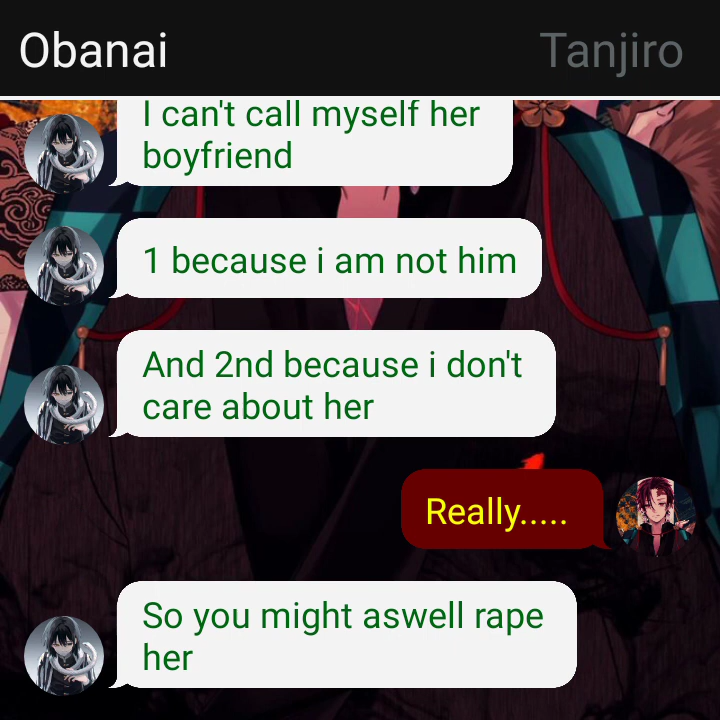 Obanai
Tanjiro
I can't call myself her
boyfriend
1 because i am not him
And 2nd because i don't
care about her
Really.....
So you might aswell rape
her